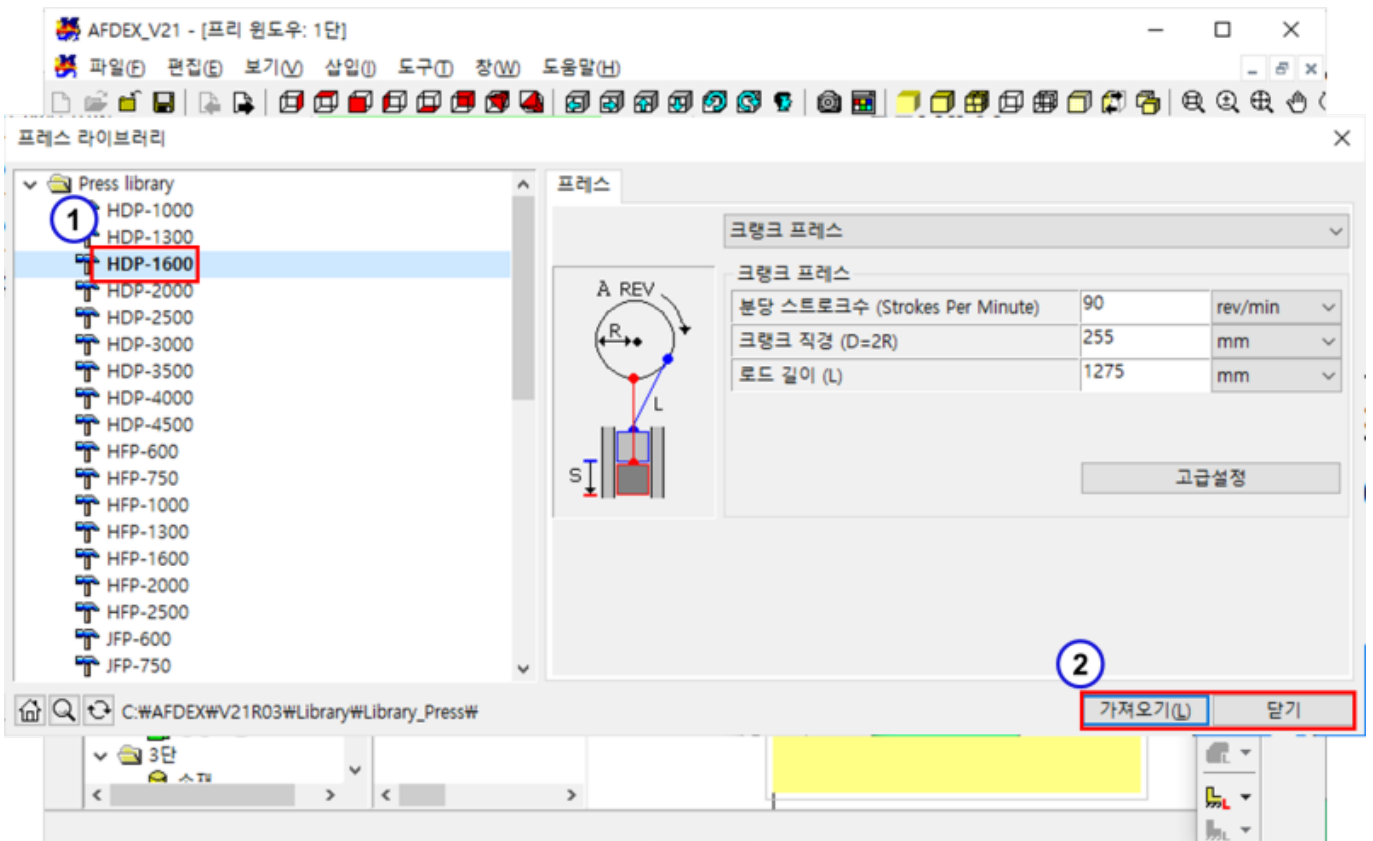 AFDEX_V21 - [프리 윈도우: 1단]
파일(F) 편집(E) 보기(V) 삽입(I) 도구(T) 창(W) 도움말(H)
프레스 라이브러리
Press library
HDP-1000
HDP-1300
HDP-1600
HDP-2000
HDP-2500
HDP-3000
HDP-3500
HDP-4000
HDP-4500
HFP-600
HFP-750
HFP-1000
HFP-1300
HFP-1600
HFP-2000
HFP-2500
JFP-600
JFP-750
1
프레스
크랭크 프레스
크랭크 프레스
A REV
R
L
S
분당 스트로크수 (Strokes Per Minute) 90 rev/min
크랭크 직경 (D=2R) 255 mm
로드 길이 (L) 1275 mm
고급설정
2
C:₩AFDEX₩V21R03₩Library₩Library_Press₩
가져오기(L) 닫기
3단
소재